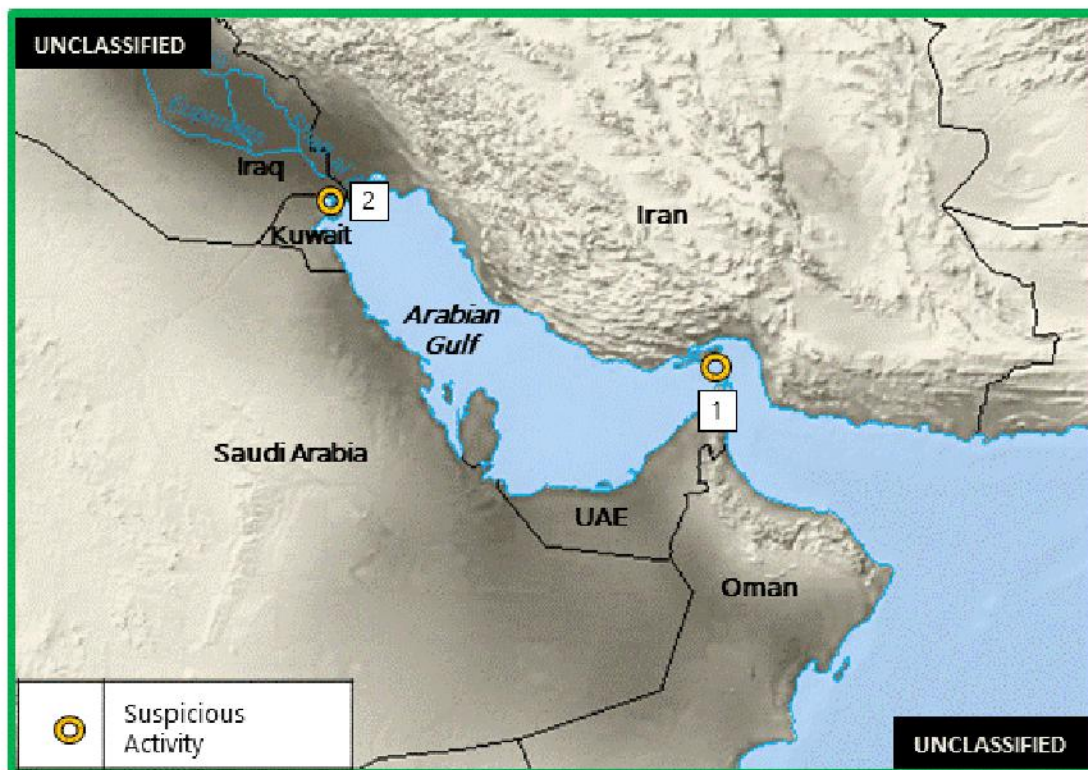 UNCLASSIFIED
Iraq
2
Kuwait
Iran
Arabian
Gulf
1
Saudi Arabia
UAE
Oman
Suspicious
Activity
UNCLASSIFIED